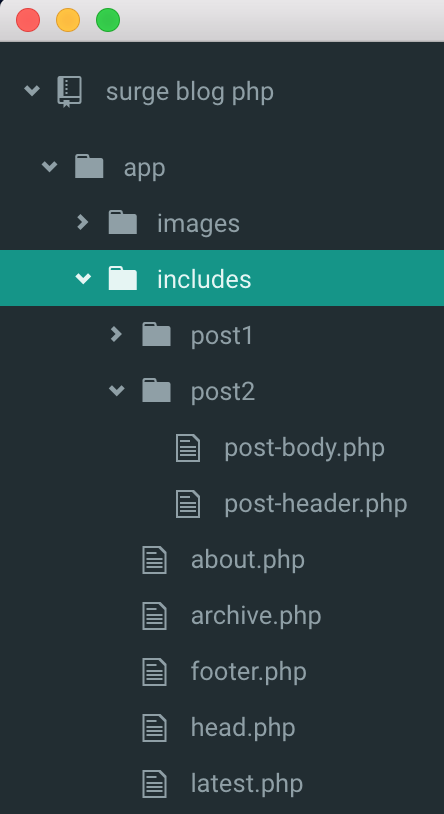 surge blog php
app
images
includes
post1
post2
post-body.php
post-header.php
about.php
archive.php
footer.php
head.php
latest.php